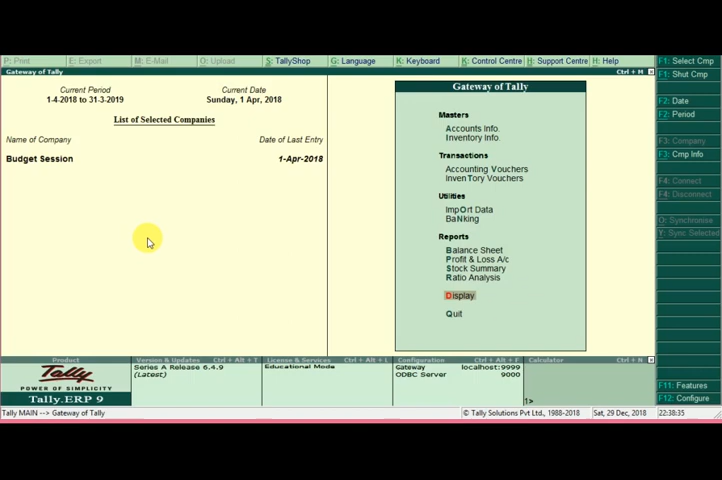 P: Print E: Export M: E-Mail O: Upload S: TallyShop G: Language K: Keyboard K: Control Centre H: Support Centre H: Help
Gateway of Tally Ctrl + M x
Current Period Current Date
1-4-2018 to 31-3-2019 Sunday, 1 Apr, 2018
List of Selected Companies
Name of Company Date of Last Entry
Budget Session 1-Apr-2018
Gateway of Tally
Masters
Accounts Info.
Inventory Info.
Transactions
Accounting Vouchers
InvenTory Vouchers
Utilities
ImpOrt Data
BaNking
Reports
Balance Sheet
Profit & Loss A/c
Stock Summary
Ratio Analysis
Display
Quit
F1: Select Cmp
F1: Shut Cmp
F2: Date
F2: Period
F3: Company
F3: Cmp Info
F4: Connect
F4: Disconnect
O: Synchronise
Y: Sync Selected
F11: Features
F12: Configure
Product
Tally
POWER OF SIMPLICITY
Tally.ERP 9
Version & Updates Ctrl + Alt + T
Series A Release 6.4.9
(Latest)
License & Services Ctrl + Alt + L
Educational Mode
Configuration Ctrl + Alt + F
Gateway localhost:9999
ODBC Server 9000
Calculator Ctrl + N x
1>
Tally MAIN --> Gateway of Tally © Tally Solutions Pvt Ltd., 1988-2018 Sat, 29 Dec, 2018 22:38:35